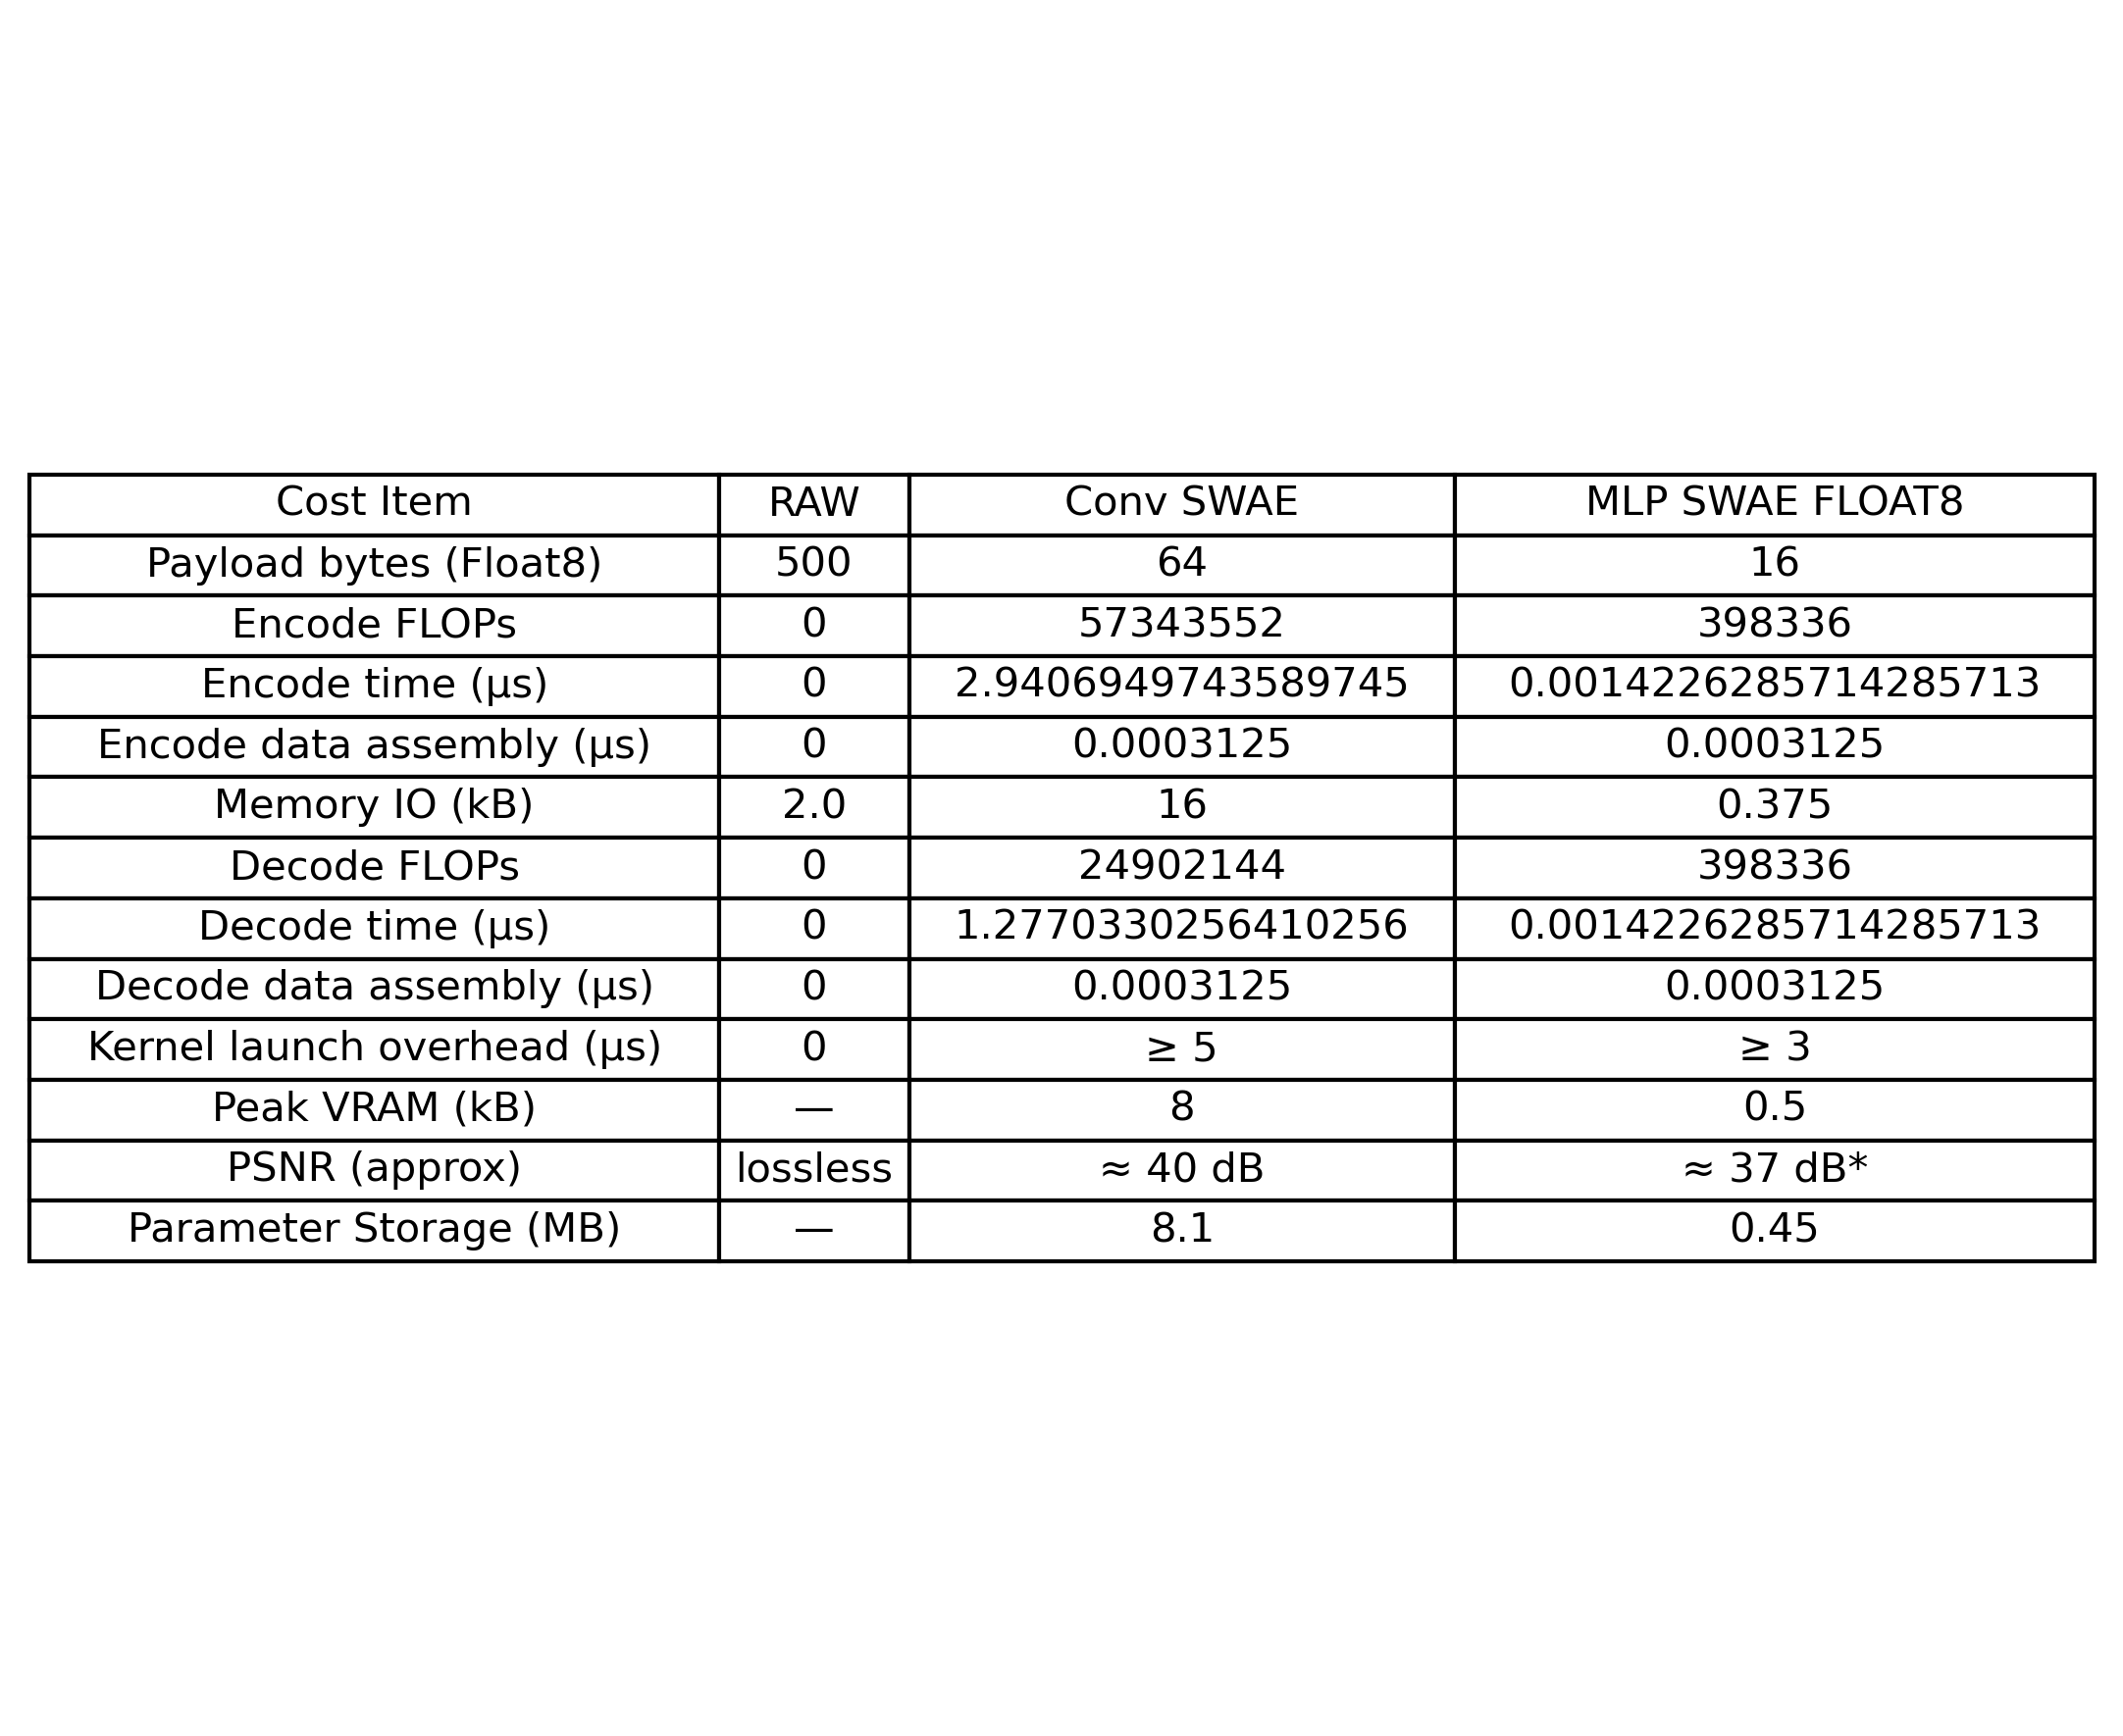 Cost Item RAW Conv SWAE MLP SWAE FLOAT8
Payload bytes (Float8) 500 64 16
Encode FLOPs 0 57343552 398336
Encode time (µs) 0 2.9406949743589745 0.0014226285714285713
Encode data assembly (µs) 0 0.0003125 0.0003125
Memory IO (kB) 2.0 16 0.375
Decode FLOPs 0 24902144 398336
Decode time (µs) 0 1.2770330256410256 0.0014226285714285713
Decode data assembly (µs) 0 0.0003125 0.0003125
Kernel launch overhead (µs) 0 ≥ 5 ≥ 3
Peak VRAM (kB) — 8 0.5
PSNR (approx) lossless ≈ 40 dB ≈ 37 dB*
Parameter Storage (MB) — 8.1 0.45